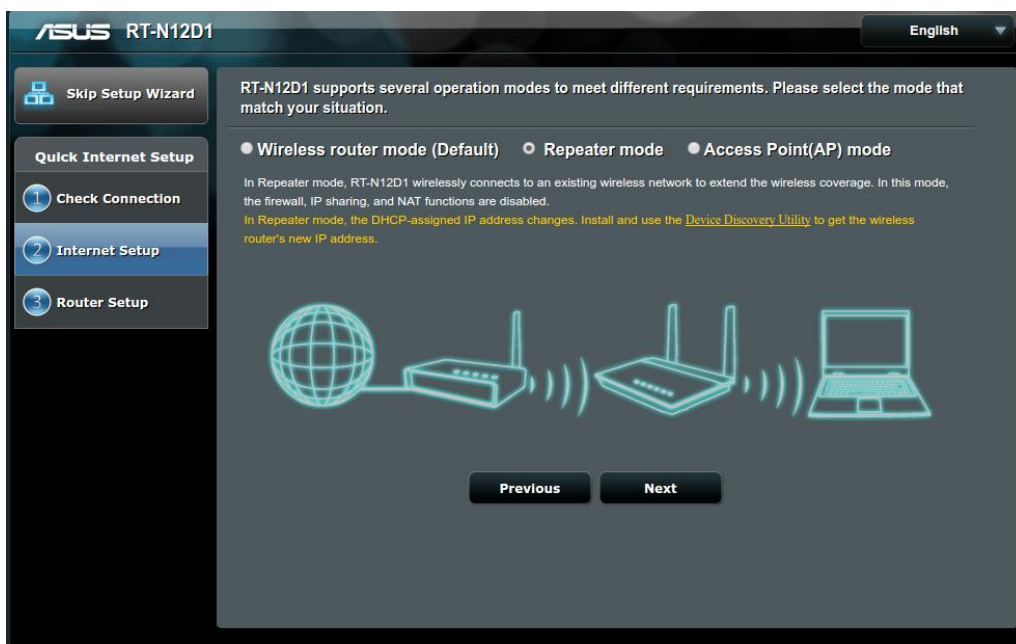 ASUS RT-N12D1
English
Skip Setup Wizard
Quick Internet Setup
1 Check Connection
2 Internet Setup
3 Router Setup
RT-N12D1 supports several operation modes to meet different requirements. Please select the mode that
match your situation.
Wireless router mode (Default) Repeater mode Access Point(AP) mode
In Repeater mode, RT-N12D1 wirelessly connects to an existing wireless network to extend the wireless coverage. In this mode,
the firewall, IP sharing, and NAT functions are disabled.
In Repeater mode, the DHCP-assigned IP address changes. Install and use the Device Discovery Utility to get the wireless
router's new IP address.
Previous Next